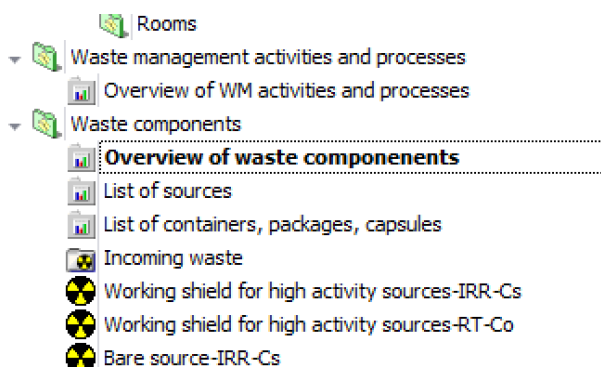 Rooms
Waste management activities and processes
Overview of WM activities and processes
Waste components
Overview of waste componenents
List of sources
List of containers, packages, capsules
Incoming waste
Working shield for high activity sources-IRR-Cs
Working shield for high activity sources-RT-Co
Bare source-IRR-Cs